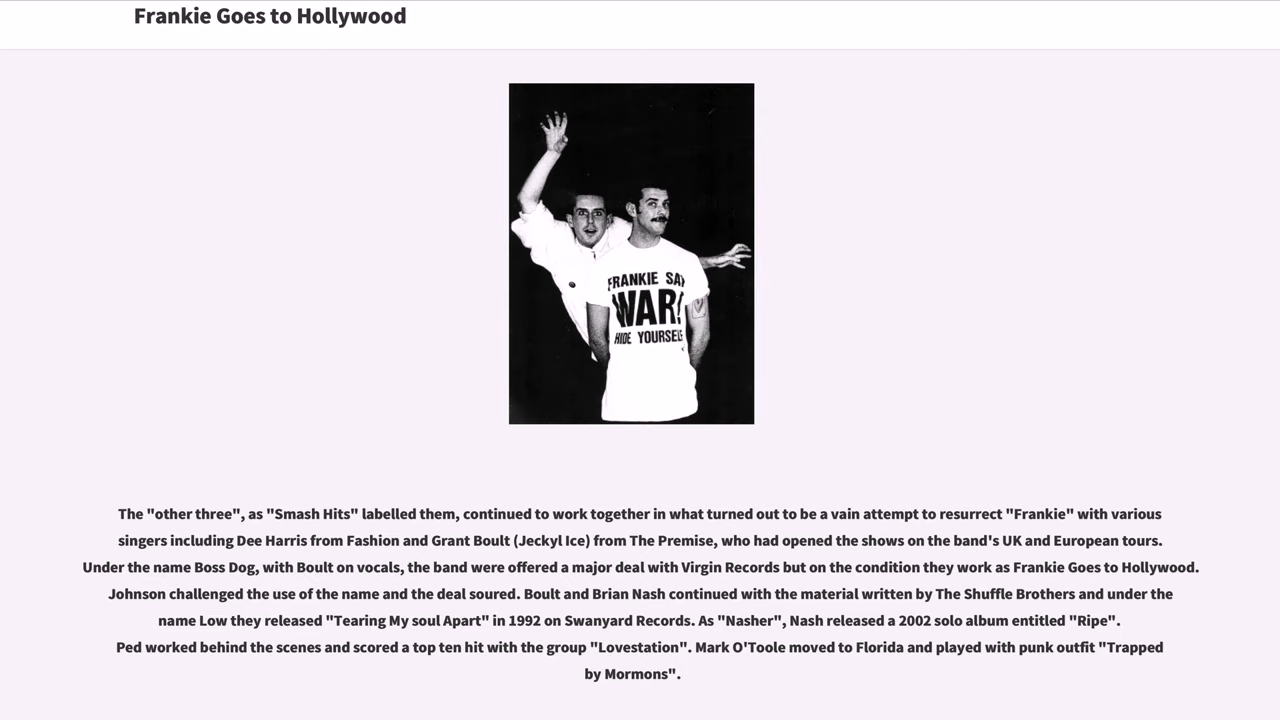 Frankie Goes to Hollywood
FRANKIE SAY
WAR!
HIDE YOURSELF
The "other three", as "Smash Hits" labelled them, continued to work together in what turned out to be a vain attempt to resurrect "Frankie" with various
singers including Dee Harris from Fashion and Grant Boult (Jeckyl Ice) from The Premise, who had opened the shows on the band's UK and European tours.
Under the name Boss Dog, with Boult on vocals, the band were offered a major deal with Virgin Records but on the condition they work as Frankie Goes to Hollywood.
Johnson challenged the use of the name and the deal soured. Boult and Brian Nash continued with the material written by The Shuffle Brothers and under the
name Low they released "Tearing My soul Apart" in 1992 on Swanyard Records. As "Nasher", Nash released a 2002 solo album entitled "Ripe".
Ped worked behind the scenes and scored a top ten hit with the group "Lovestation". Mark O'Toole moved to Florida and played with punk outfit "Trapped
by Mormons".